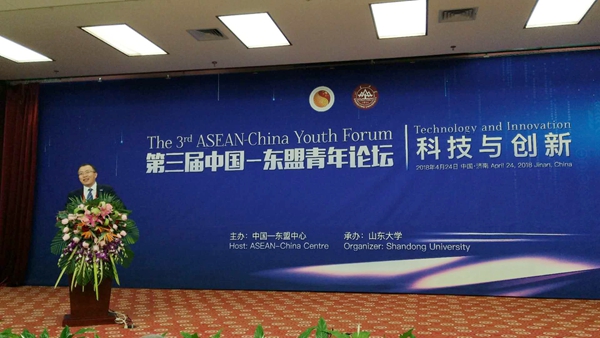 The 3rd ASEAN-China Youth Forum
第三届中国一东盟青年论坛
Technology and Innovation
科技与创新
2018年4月24日 中国·济南 April 24, 2018 Jinan, China
主办：中国一东盟中心
Host: ASEAN-China Centre
承办：山东大学
Organizer: Shandong University